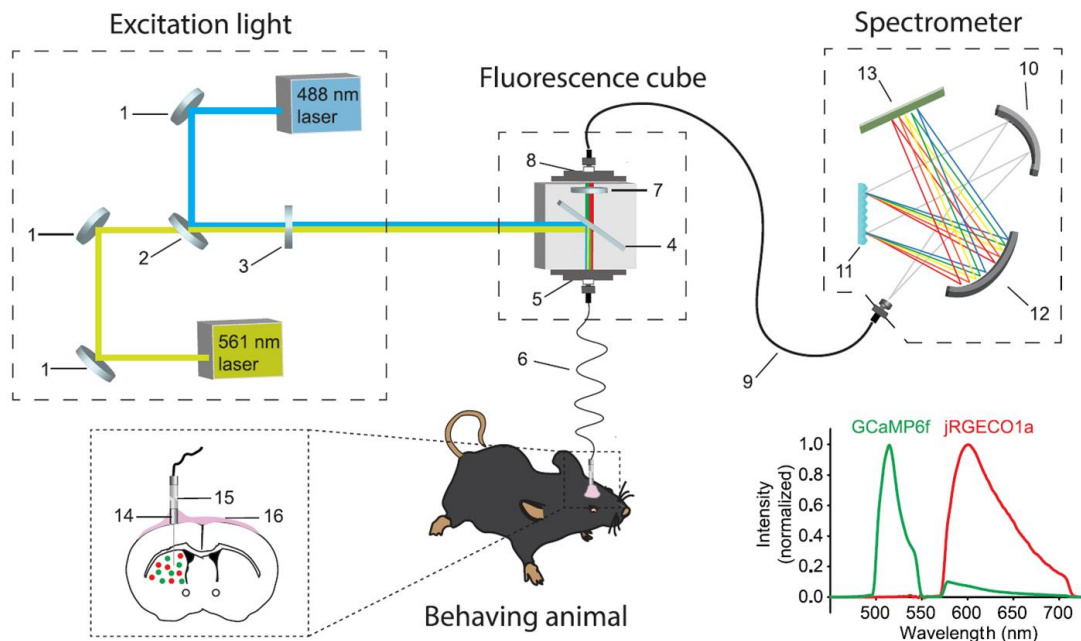 Excitation light
Spectrometer
Fluorescence cube
1
488 nm
laser
1
2
3
1
561 nm
laser
8
7
4
5
6
9
13
10
11
12
14
15
16
Behaving animal
GCaMP6f
jRGECO1a
Intensity
(normalized)
1.0
0.8
0.6
0.4
0.2
0.0
500
550
600
650
700
Wavelength (nm)